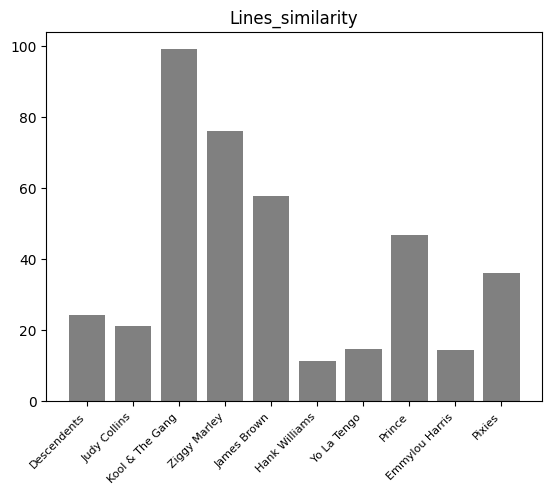 Lines_similarity
100
80
60
40
20
0
Descendents
Judy Collins
Kool & The Gang
Ziggy Marley
James Brown
Hank Williams
Yo La Tengo
Prince
Emmylou Harris
Pixies